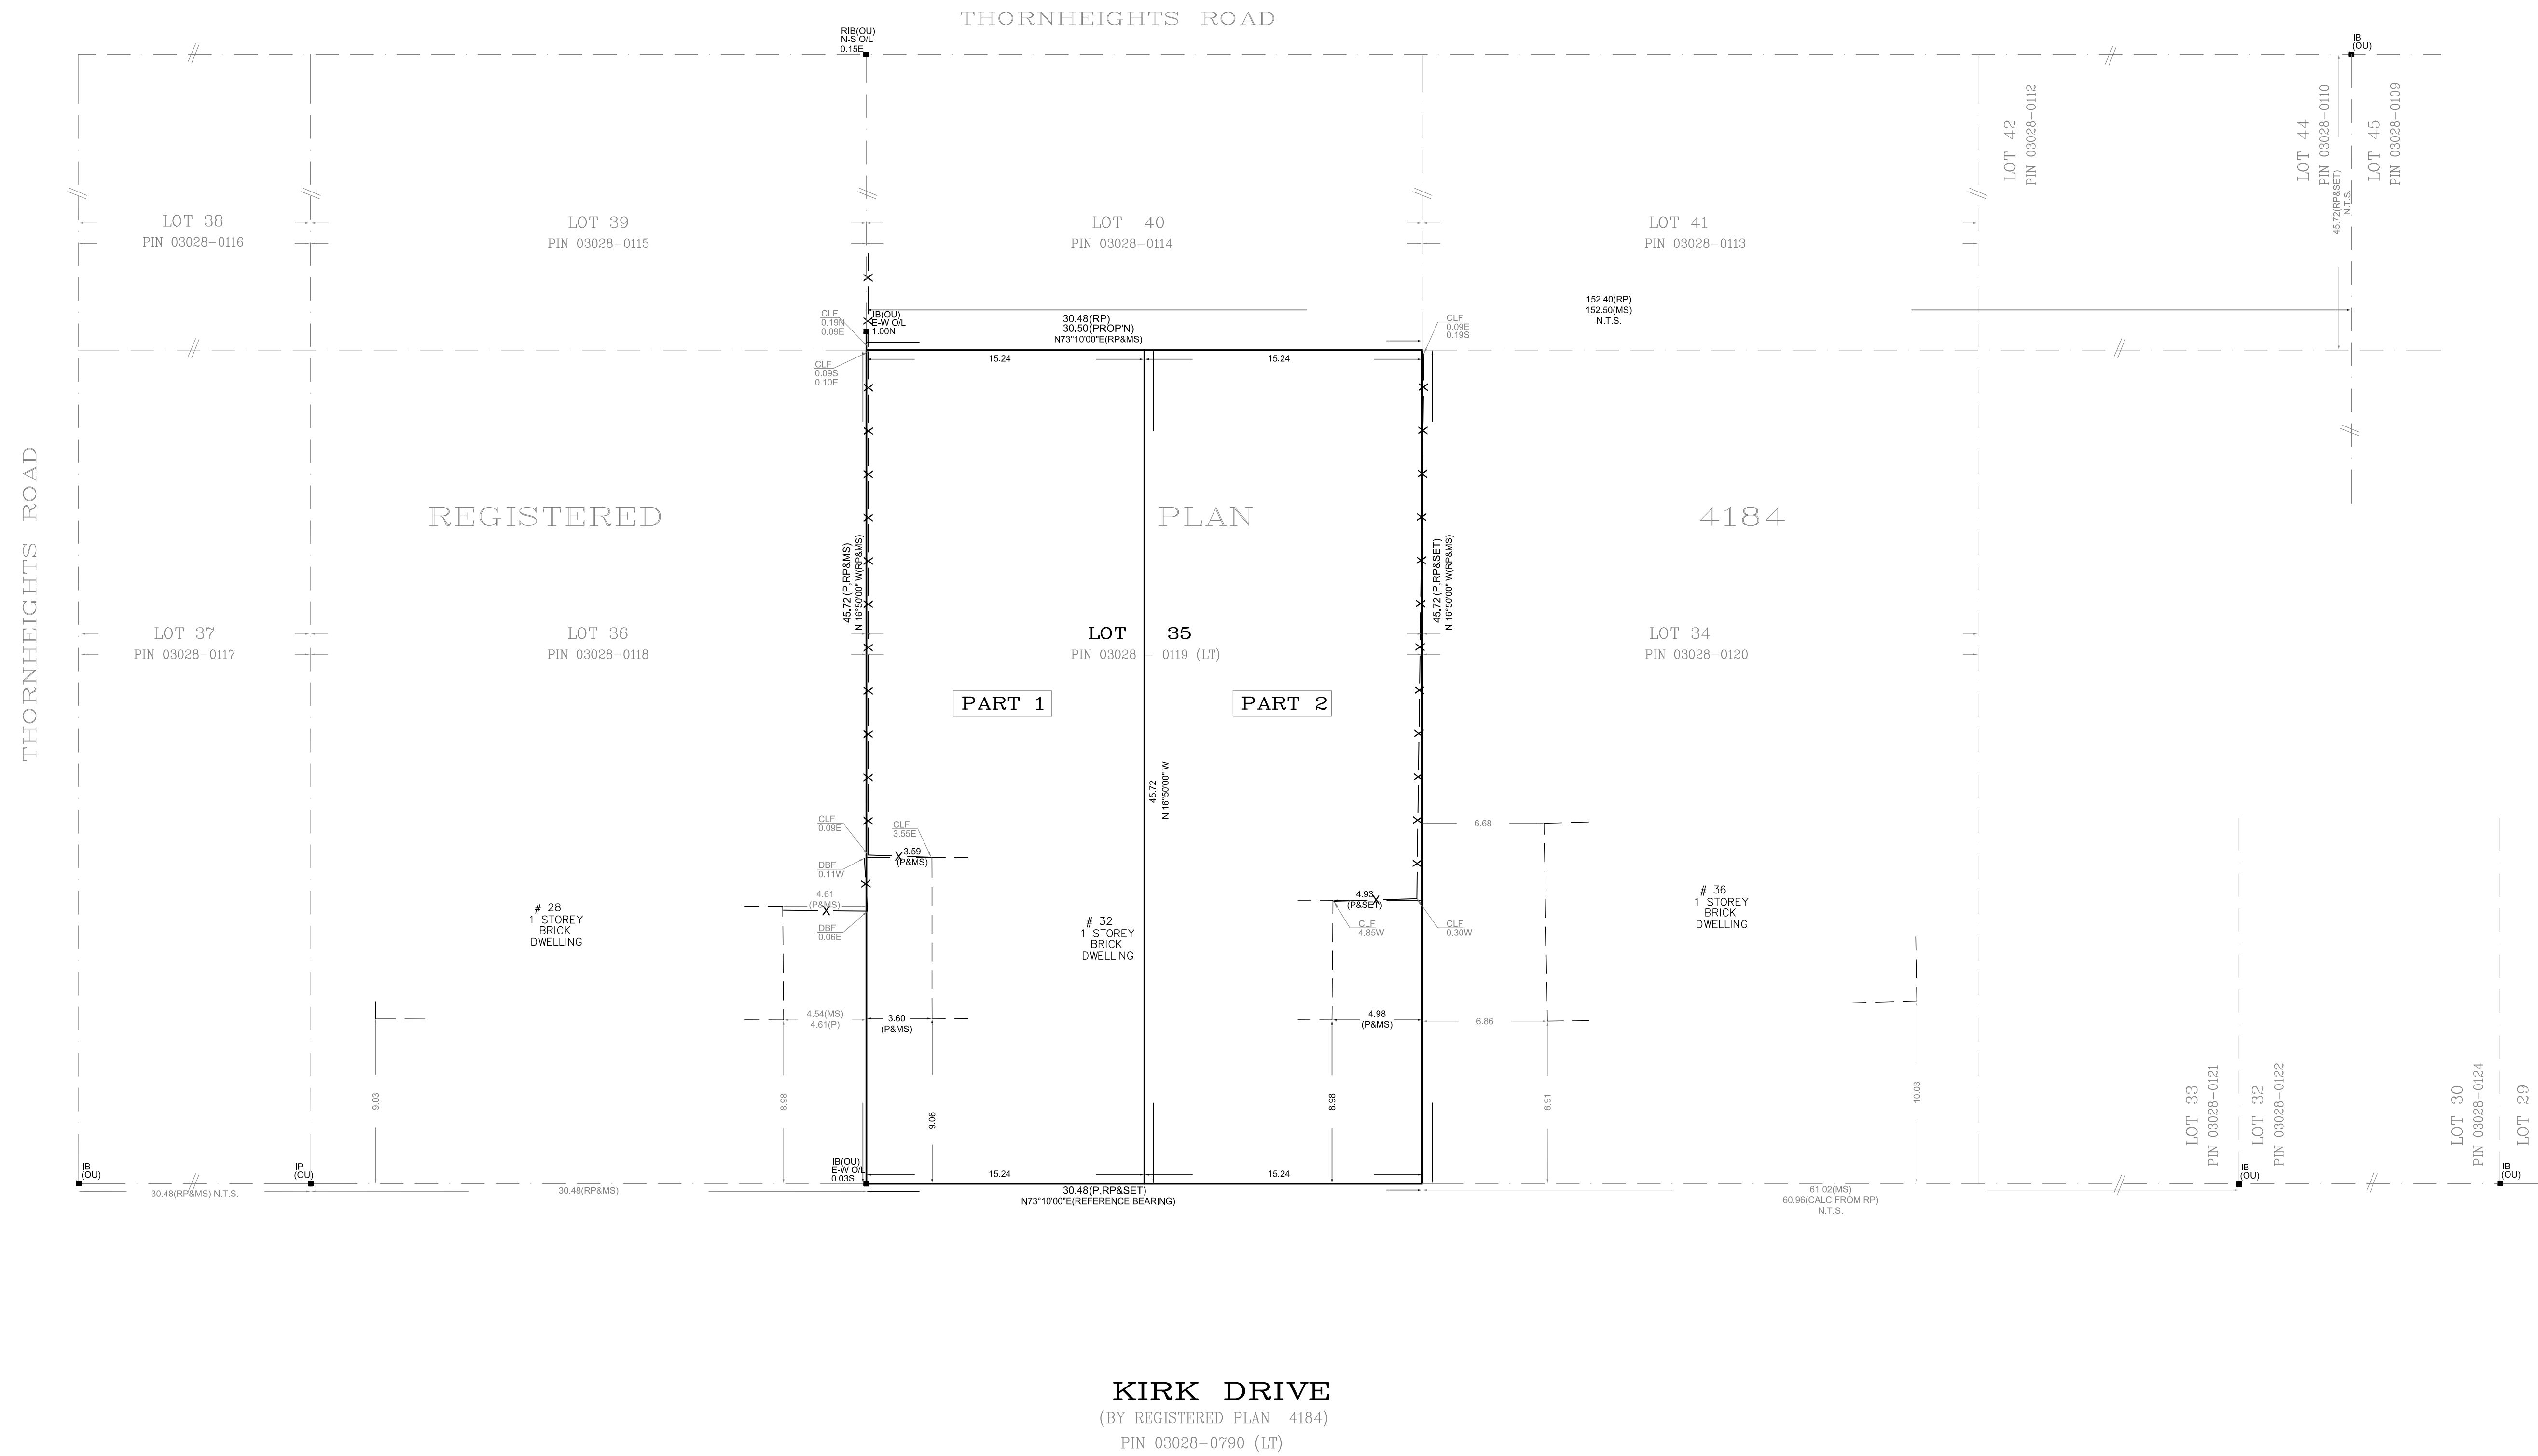 THORNHEIGHTS ROAD
RIB(OU)
N-S O/L
0.15E
IB
(OU)
LOT 42
PIN 03028-0112
LOT 44
PIN 03028-0110
45.72(RP&SET)
N.T.S.
LOT 45
PIN 03028-0109
LOT 38
PIN 03028-0116
LOT 39
PIN 03028-0115
LOT 40
PIN 03028-0114
LOT 41
PIN 03028-0113
CLF
0.19N
0.09E
IB(OU)
E-W O/L
1.00N
30.48(RP)
30.50(PROP'N)
N73°10'00"E(RP&MS)
152.40(RP)
152.50(MS)
N.T.S.
CLF
0.09E
0.19S
CLF
0.09S
0.10E
15.24
15.24
THORNHEIGHTS ROAD
REGISTERED PLAN 4184
45.72 (P,RP&MS)
N 16°50'00" W(RP&MS)
45.72 (P,RP&SET)
N 16°50'00" W(RP&MS)
LOT 37
PIN 03028-0117
LOT 36
PIN 03028-0118
LOT 35
PIN 03028 - 0119 (LT)
LOT 34
PIN 03028-0120
PART 1
PART 2
45.72
N 16°50'00" W
CLF
0.09E
CLF
3.55E
3.59
(P&MS)
DBF
0.11W
4.61
(P&MS)
DBF
0.06E
4.93
(P&SET)
CLF
4.85W
CLF
0.30W
6.68
# 28
1 STOREY
BRICK
DWELLING
# 32
1 STOREY
BRICK
DWELLING
# 36
1 STOREY
BRICK
DWELLING
4.54(MS)
4.61(P)
3.60
(P&MS)
4.98
(P&MS)
6.86
9.03
8.98
9.06
8.98
8.91
10.03
LOT 33
PIN 03028-0121
LOT 32
PIN 03028-0122
LOT 30
PIN 03028-0124
LOT 29
IB
(OU)
IP
(OU)
IB(OU)
E-W O/L
0.03S
15.24
15.24
IB
(OU)
IB
(OU)
30.48(RP&MS) N.T.S.
30.48(RP&MS)
30.48(P,RP&SET)
N73°10'00"E(REFERENCE BEARING)
61.02(MS)
60.96(CALC FROM RP)
N.T.S.
KIRK DRIVE
(BY REGISTERED PLAN 4184)
PIN 03028-0790 (LT)